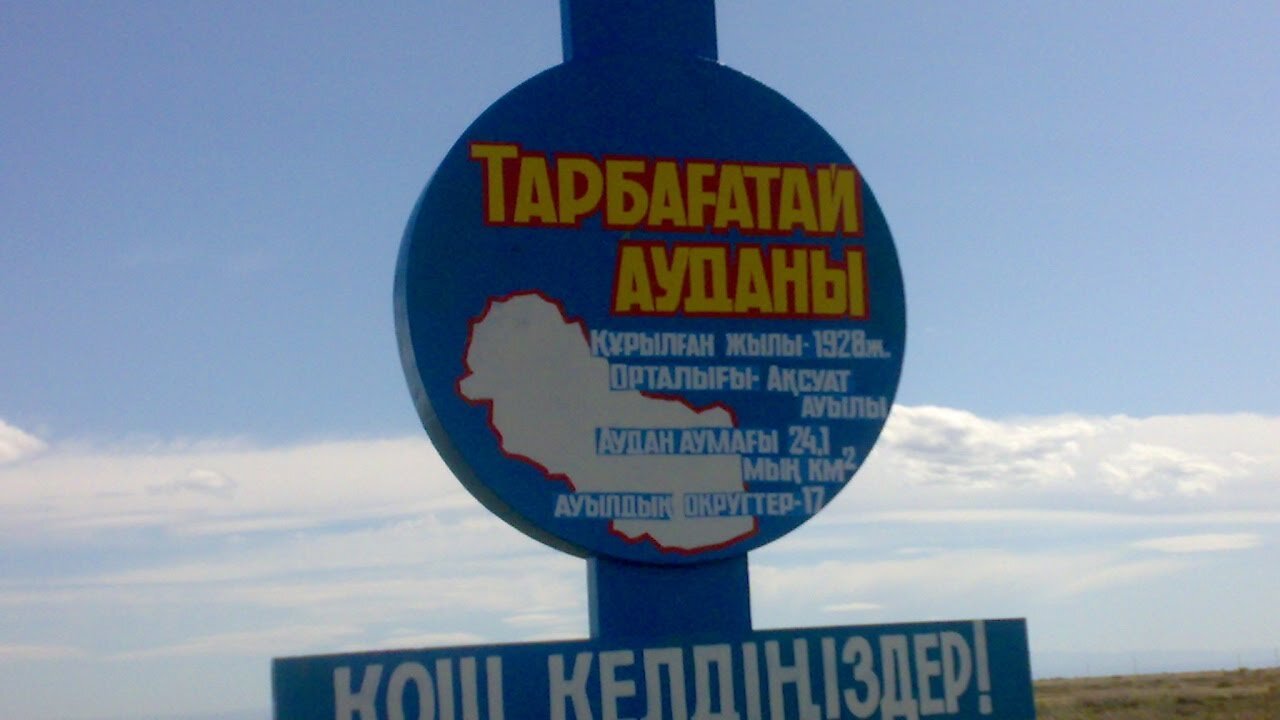 ТАРБАҒАТАЙ
АУДАНЫ
ҚҰРЫЛҒАН ЖЫЛЫ-1928Ж.
ОРТАЛЫҒЫ-АҚСУАТ
АУЫЛЫ
АУДАН АУМАҒЫ 24,1
МЫҢ КМ²
АУЫЛДЫҚ ОКРУГТЕР-17
ҚОШ КЕЛДІҢІЗДЕР!